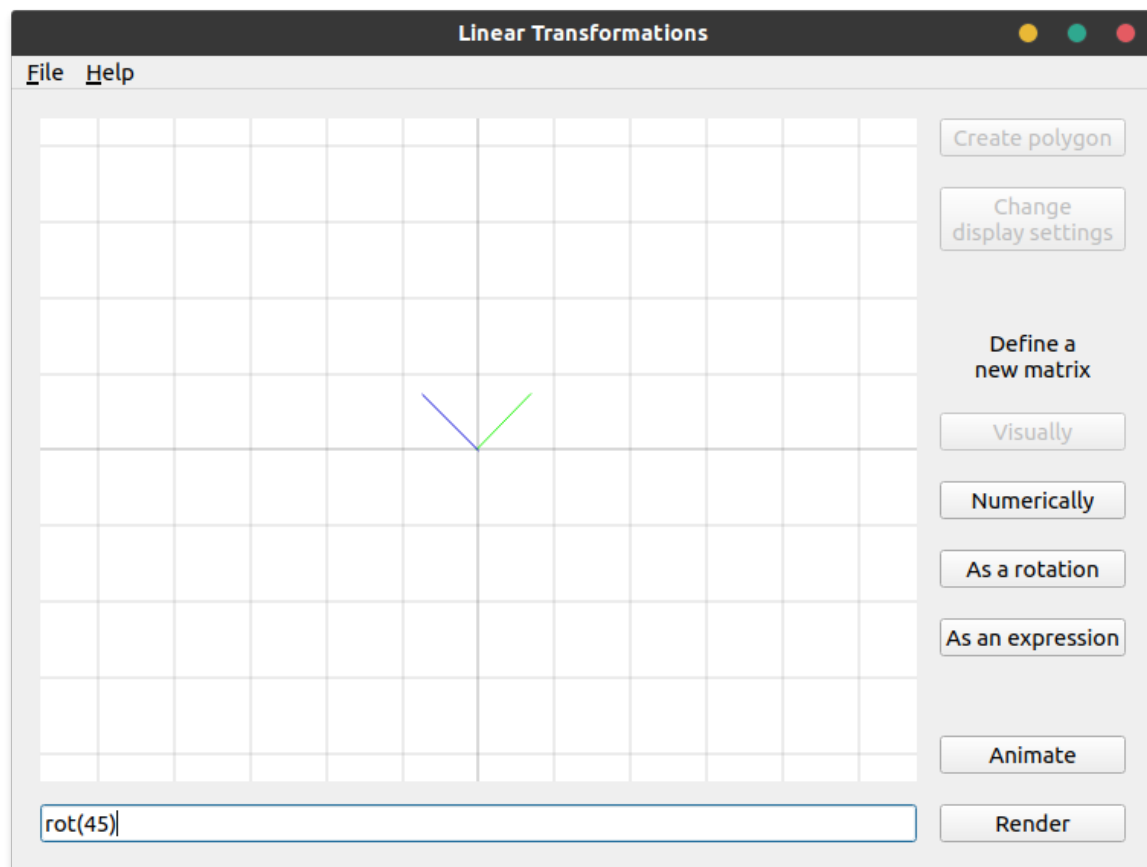 Linear Transformations
File Help
Create polygon
Change
display settings
Define a
new matrix
Visually
Numerically
As a rotation
As an expression
Animate
rot(45)
Render